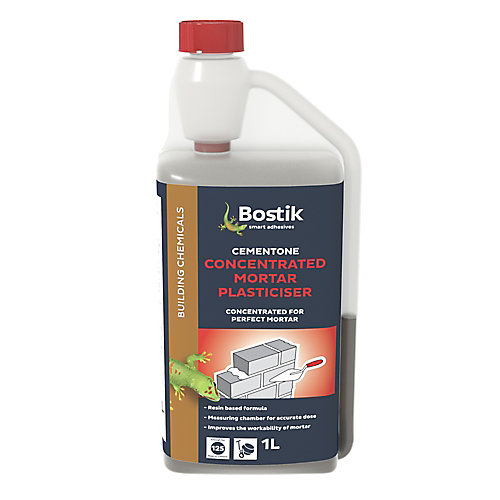 Bostik
smart adhesives
CEMENTONE
CONCENTRATED
MORTAR
PLASTICISER
CONCENTRATED FOR
PERFECT MORTAR
BUILDING CHEMICALS
- Resin based formula
- Measuring chamber for accurate dose
- Improves the workability of mortar
125
1L